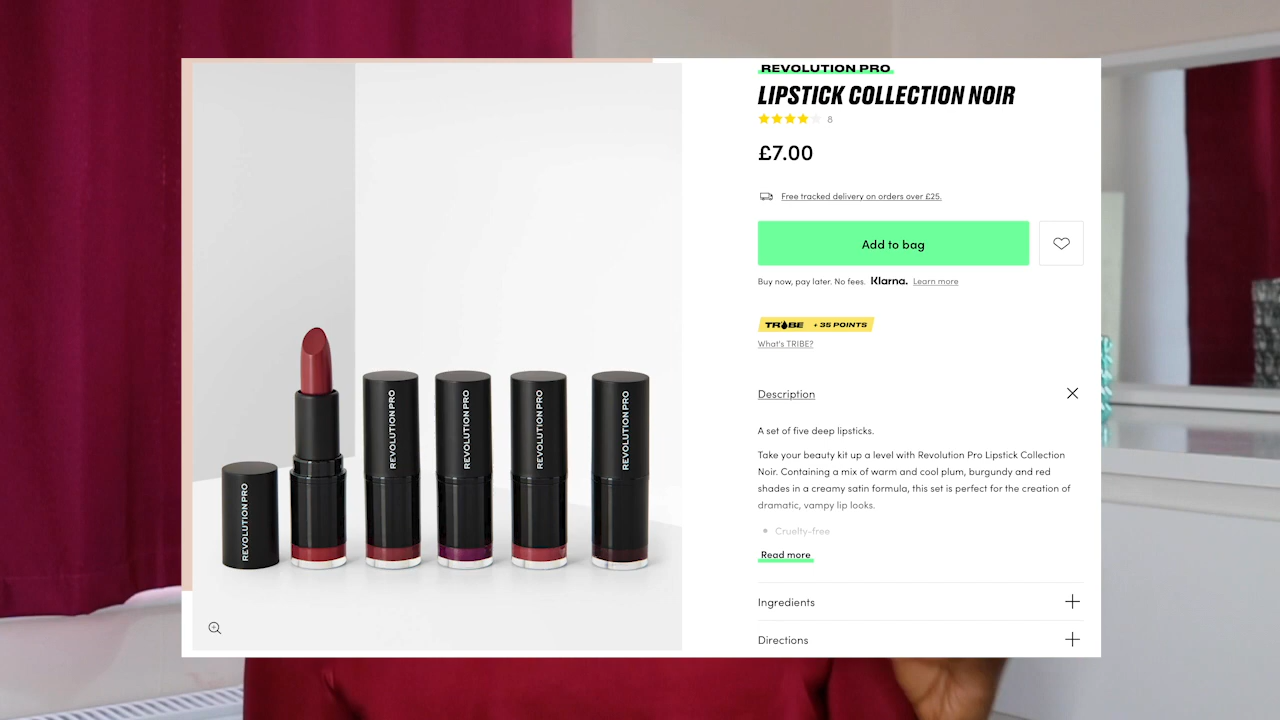 REVOLUTION PRO
LIPSTICK COLLECTION NOIR
8
£7.00
Free tracked delivery on orders over £25.
Add to bag
Buy now, pay later. No fees. Klarna. Learn more
TRIBE + 35 POINTS
What's TRIBE?
Description
A set of five deep lipsticks.
Take your beauty kit up a level with Revolution Pro Lipstick Collection
Noir. Containing a mix of warm and cool plum, burgundy and red
shades in a creamy satin formula, this set is perfect for the creation of
dramatic, vampy lip looks.
Cruelty-free
Read more
Ingredients
Directions
REVOLUTION PRO
REVOLUTION PRO
REVOLUTION PRO
REVOLUTION PRO
REVOLUTION PRO